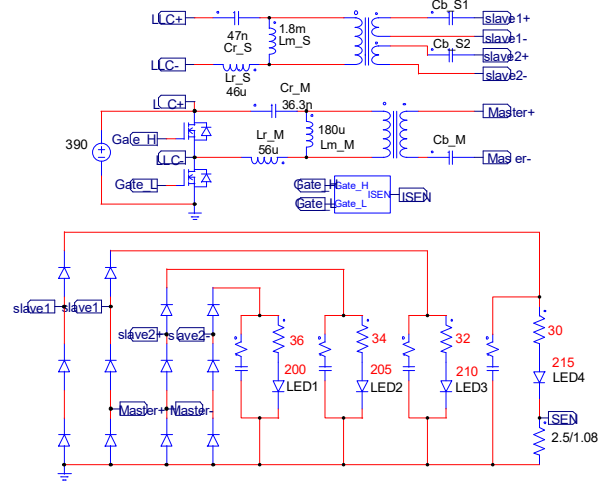 LLC+
47n
Cr_S
1.8m
Lm_S
Cb_S1
slave1+
slave1-
Cb_S2
slave2+
slave2-
LLC-
Lr_S
46u
LLC+
Cr_M
36.3n
Master+
390
Gate_H
180u
Lm_M
Cb_M
LLC-
Lr_M
56u
Master-
Gate_L
Gate_H
Gate_H
ISEN
ISEN
Gate_L
Gate_L
slave1
slave1
slave2+
slave2-
36
34
32
30
200
205
210
215
LED1
LED2
LED3
LED4
Master+
Master-
SEN
2.5/1.08